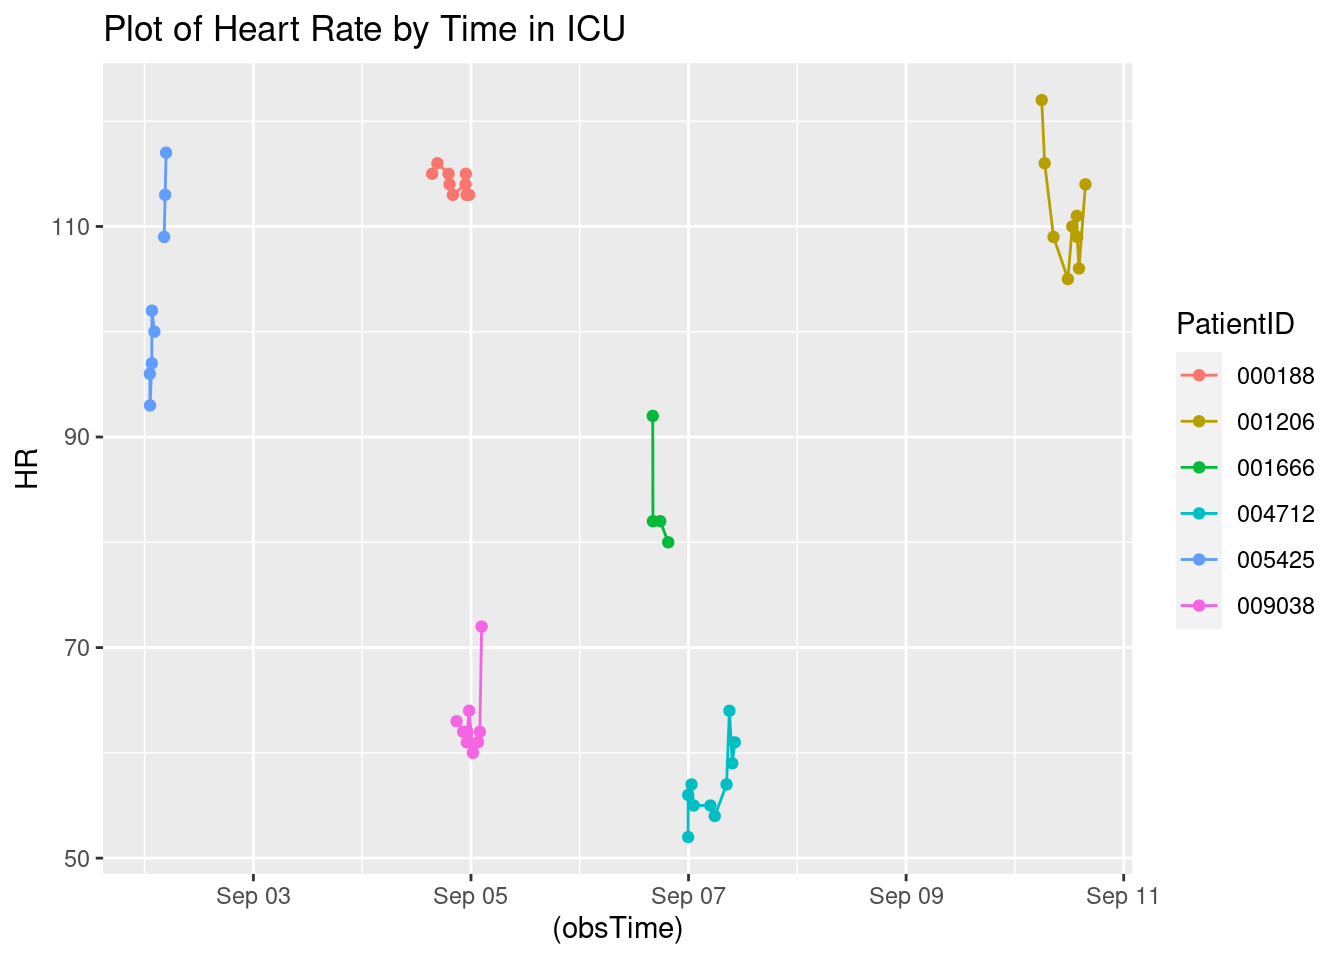 Plot of Heart Rate by Time in ICU
HR
110
90
70
50
Sep 03
Sep 05
Sep 07
Sep 09
Sep 11
(obsTime)
PatientID
000188
001206
001666
004712
005425
009038